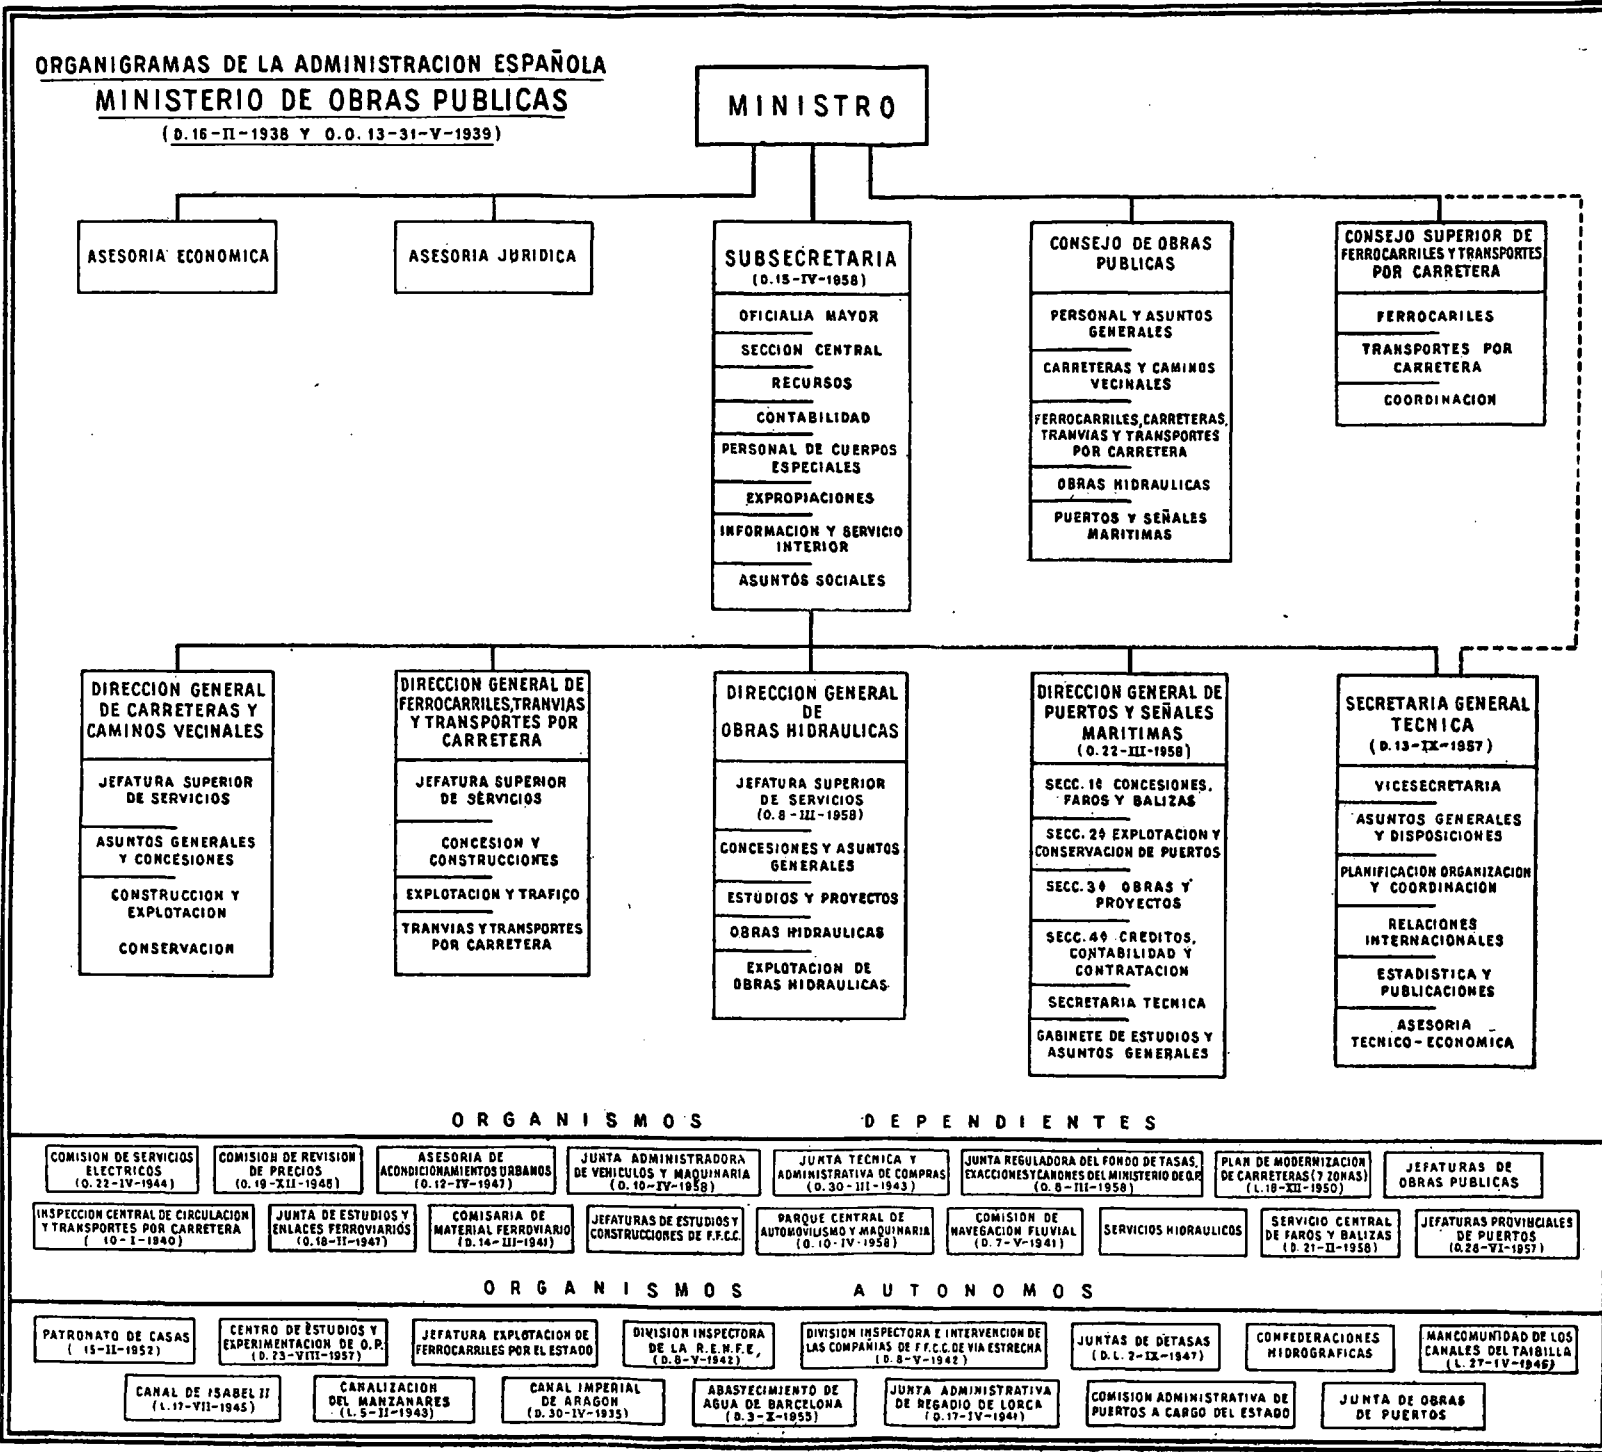 ORGANIGRAMAS DE LA ADMINISTRACION ESPAÑOLA
MINISTERIO DE OBRAS PUBLICAS
(D.16-II-1938 Y O.O.13-31-V-1939)
MINISTRO
ASESORIA ECONOMICA
ASESORIA JURIDICA
SUBSECRETARIA
(D.15-IV-1958)
OFICIALIA MAYOR
SECCION CENTRAL
RECURSOS
CONTABILIDAD
PERSONAL DE CUERPOS
ESPECIALES
EXPROPIACIONES
INFORMACION Y SERVICIO
INTERIOR
ASUNTOS SOCIALES
CONSEJO DE OBRAS
PUBLICAS
PERSONAL Y ASUNTOS
GENERALES
CARRETERAS Y CAMINOS
VECINALES
FERROCARRILES, CARRETERAS,
TRANVIAS Y TRANSPORTES
POR CARRETERA
OBRAS HIDRAULICAS
PUERTOS Y SEÑALES
MARITIMAS
CONSEJO SUPERIOR DE
FERROCARRILES Y TRANSPORTES
POR CARRETERA
FERROCARILES
TRANSPORTES POR
CARRETERA
COORDINACION
DIRECCION GENERAL
DE CARRETERAS Y
CAMINOS VECINALES
JEFATURA SUPERIOR
DE SERVICIOS
ASUNTOS GENERALES
Y CONCESIONES
CONSTRUCCION Y
EXPLOTACION
CONSERVACION
DIRECCION GENERAL DE
FERROCARRILES, TRANVIAS
Y TRANSPORTES POR
CARRETERA
JEFATURA SUPERIOR
DE SERVICIOS
CONCESION Y
CONSTRUCCIONES
EXPLOTACION Y TRAFICO
TRANVIAS Y TRANSPORTES
POR CARRETERA
DIRECCION GENERAL
DE
OBRAS HIDRAULICAS
JEFATURA SUPERIOR
DE SERVICIOS
(O.8-III-1958)
CONCESIONES Y ASUNTOS
GENERALES
ESTUDIOS Y PROYECTOS
OBRAS HIDRAULICAS
EXPLOTACION DE
OBRAS HIDRAULICAS
DIRECCION GENERAL DE
PUERTOS Y SEÑALES
MARITIMAS
(O.22-III-1958)
SECC.1ª CONCESIONES,
FAROS Y BALIZAS
SECC.2ª EXPLOTACION Y
CONSERVACION DE PUERTOS
SECC.3ª OBRAS Y
PROYECTOS
SECC.4ª CREDITOS,
CONTABILIDAD Y
CONTRATACION
SECRETARIA TECNICA
GABINETE DE ESTUDIOS Y
ASUNTOS GENERALES
SECRETARIA GENERAL
TECNICA
(D.13-IX-1957)
VICESECRETARIA
ASUNTOS GENERALES
Y DISPOSICIONES
PLANIFICACION ORGANIZACION
Y COORDINACION
RELACIONES
INTERNACIONALES
ESTADISTICA Y
PUBLICACIONES
ASESORIA
TECNICO-ECONOMICA
ORGANISMOS DEPENDIENTES
COMISION DE SERVICIOS
ELECTRICOS
(O.22-IV-1944)
COMISION DE REVISION
DE PRECIOS
(O.19-XII-1945)
ASESORIA DE
ACONDICIONAMIENTOS URBANOS
(O.12-IV-1947)
JUNTA ADMINISTRADORA
DE VEHICULOS Y MAQUINARIA
(O.10-IV-1958)
JUNTA TECNICA Y
ADMINISTRATIVA DE COMPRAS
(O.30-III-1943)
JUNTA REGULADORA DEL FONDO DE TASAS,
EXACCIONES Y CANONES DEL MINISTERIO DE O.P.
(O.8-III-1958)
PLAN DE MODERNIZACION
DE CARRETERAS (7 ZONAS)
(L.18-XII-1950)
JEFATURAS DE
OBRAS PUBLICAS
INSPECCION CENTRAL DE CIRCULACION
Y TRANSPORTES POR CARRETERA
( 10-I-1940)
JUNTA DE ESTUDIOS Y
ENLACES FERROVIARIOS
(O.18-II-1947)
COMISARIA DE
MATERIAL FERROVIARIO
(D.14-III-1941)
JEFATURAS DE ESTUDIOS Y
CONSTRUCCIONES DE F.F.C.C.
PARQUE CENTRAL DE
AUTOMOVILISMO Y MAQUINARIA
(O.10-IV-1958)
COMISION DE
NAVEGACION FLUVIAL
(D.7-V-1941)
SERVICIOS HIDRAULICOS
SERVICIO CENTRAL
DE FAROS Y BALIZAS
(D.21-II-1958)
JEFATURAS PROVINCIALES
DE PUERTOS
(O.28-VI-1957)
ORGANISMOS AUTONOMOS
PATRONATO DE CASAS
( 15-II-1952)
CENTRO DE ESTUDIOS Y
EXPERIMENTACION DE O.P.
(D.23-VIII-1957)
JEFATURA EXPLOTACION DE
FERROCARRILES POR EL ESTADO
DIVISION INSPECTORA
DE LA R.E.N.F.E,
(D.8-V-1942)
DIVISION INSPECTORA E INTERVENCION DE
LAS COMPAÑIAS DE F.F.C.C. DE VIA ESTRECHA
(D.8-V-1942)
JUNTAS DE DETASAS
(D.L.2-IX-1947)
CONFEDERACIONES
HIDROGRAFICAS
MANCOMUNIDAD DE LOS
CANALES DEL TAIBILLA
(L.27-IV-1946)
CANAL DE ISABEL II
(L.17-VII-1945)
CANALIZACION
DEL MANZANARES
(L.5-II-1943)
CANAL IMPERIAL
DE ARAGON
(D.30-IV-1935)
ABASTECIMIENTO DE
AGUA DE BARCELONA
(D.3-X-1955)
JUNTA ADMINISTRATIVA
DE REGADIO DE LORCA
(D.17-IV-1941)
COMISION ADMINISTRATIVA DE
PUERTOS A CARGO DEL ESTADO
JUNTA DE OBRAS
DE PUERTOS